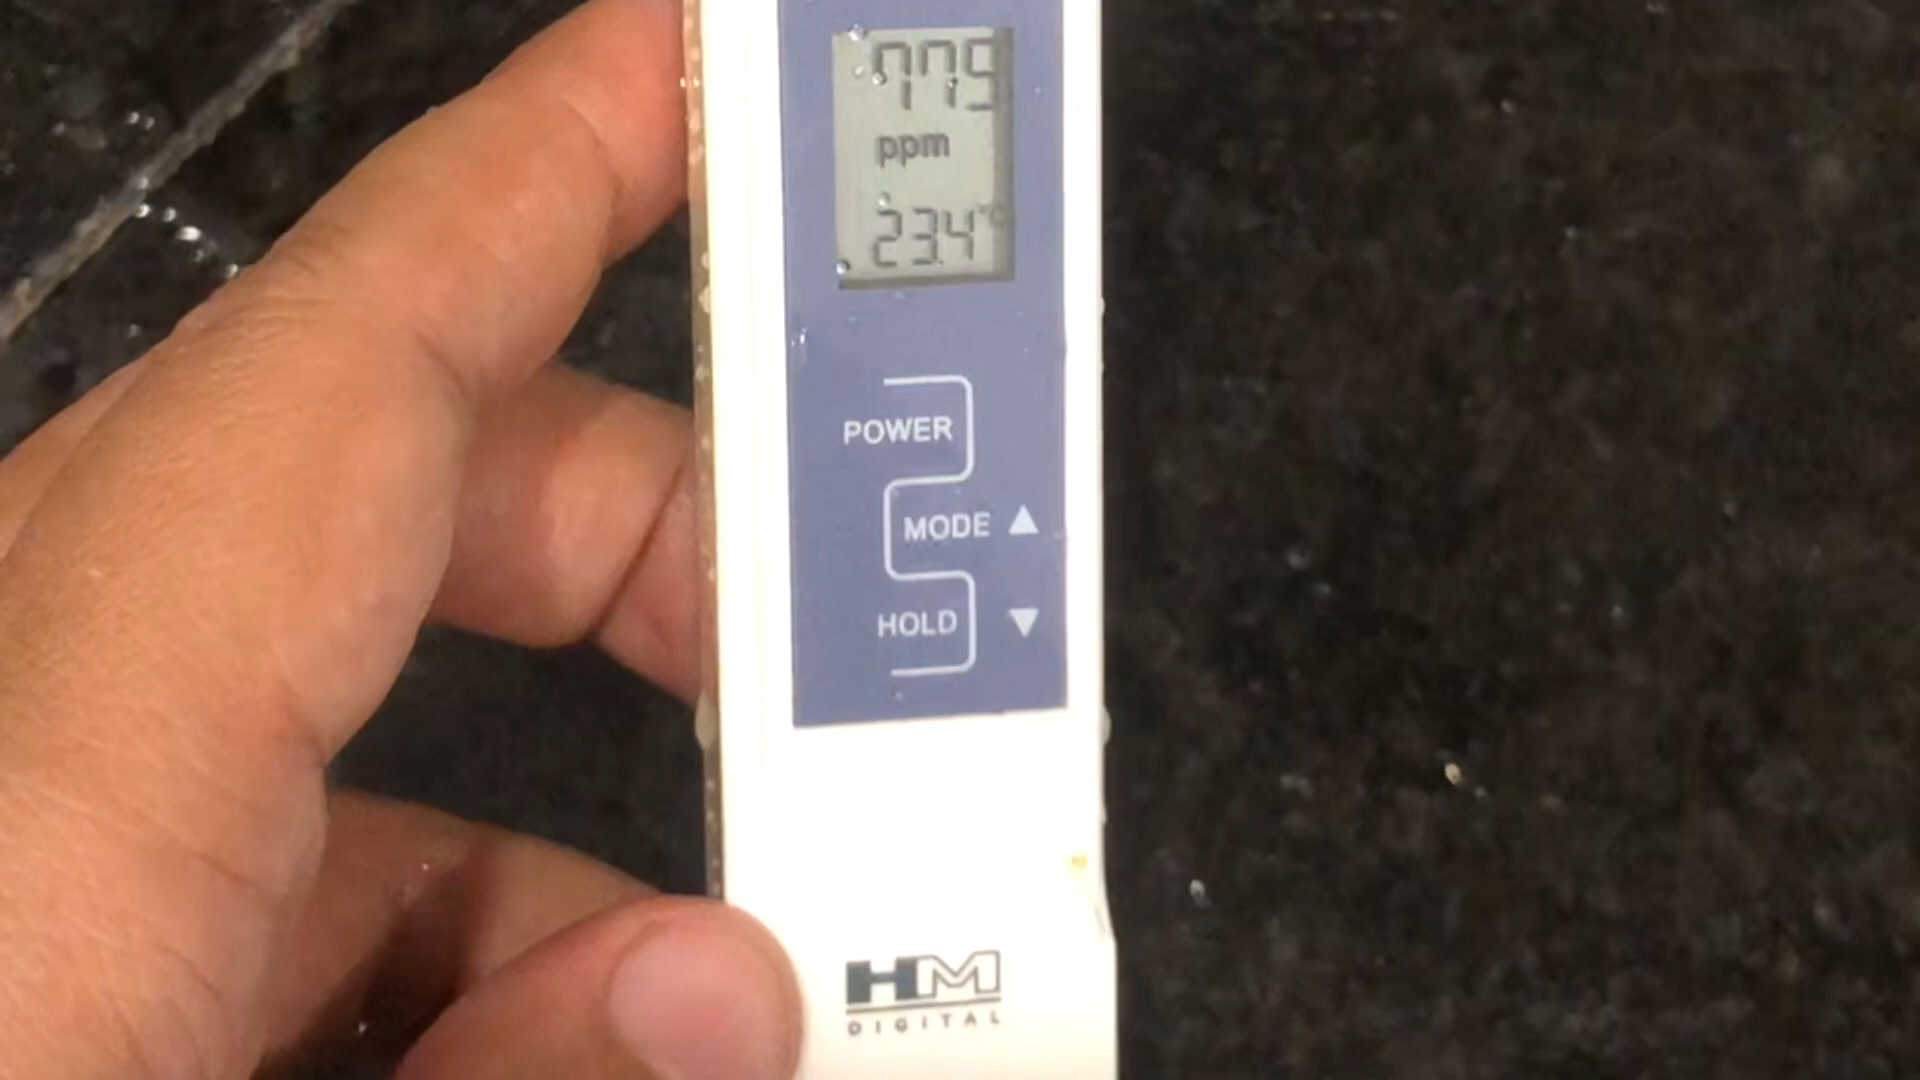 779
ppm
23.4°C
POWER
MODE ▲
HOLD ▼
HM
DIGITAL